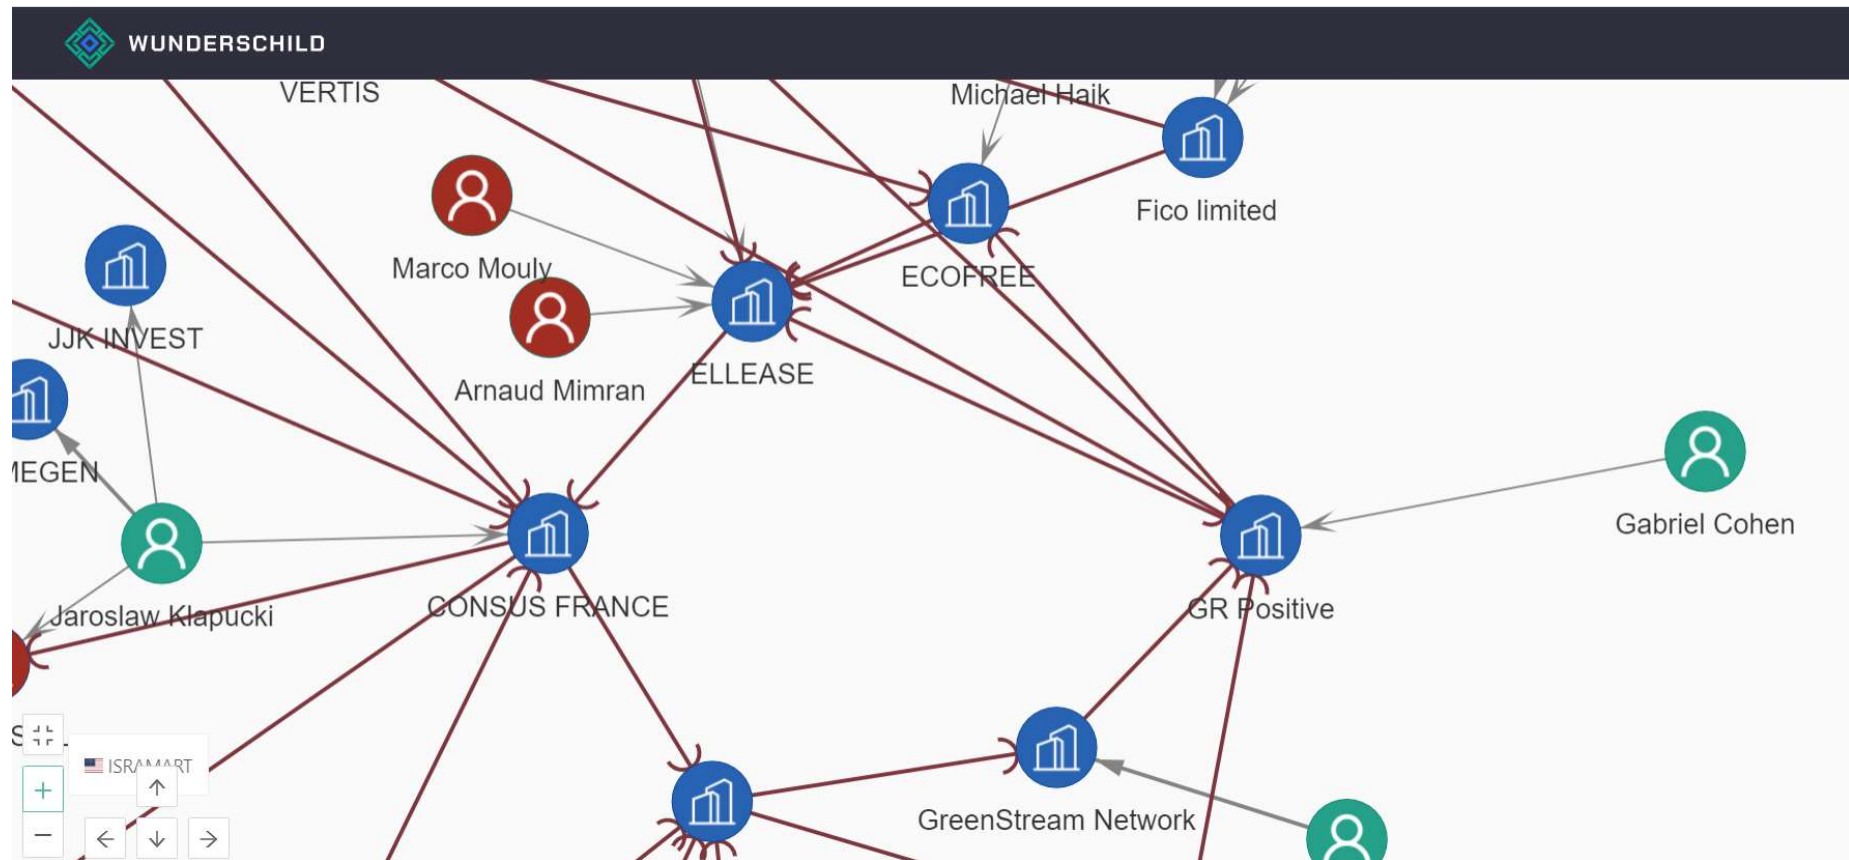 WUNDERSCHILD
VERTIS
Michael Haik
Fico limited
Marco Mouly
ECOFREE
JJK INVEST
Arnaud Mimran
ELLEASE
Gabriel Cohen
Jaroslaw Klapucki
CONSUS FRANCE
GR Positive
ISRAMART
GreenStream Network